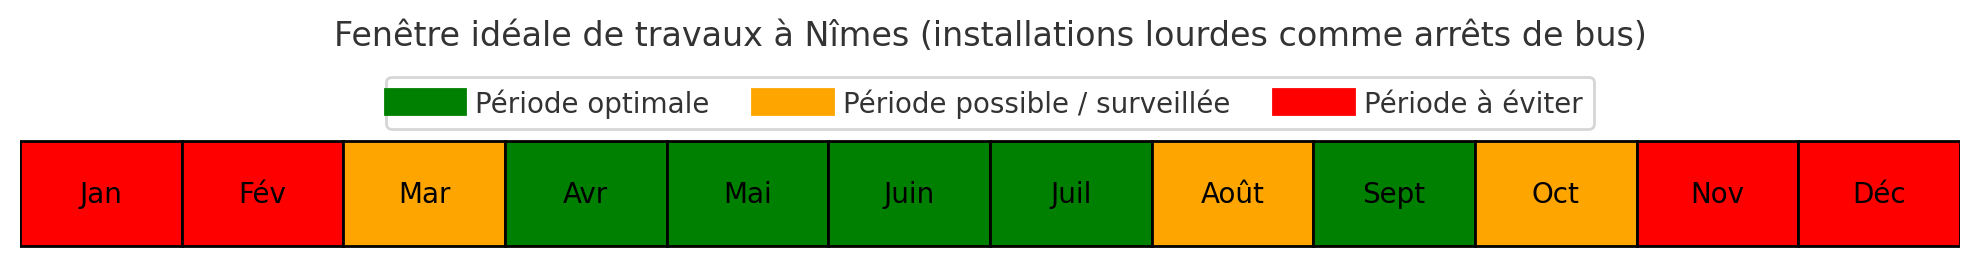 Fenêtre idéale de travaux à Nîmes (installations lourdes comme arrêts de bus)
Période optimale Période possible / surveillée Période à éviter
Jan Fév Mar Avr Mai Juin Juil Août Sept Oct Nov Déc